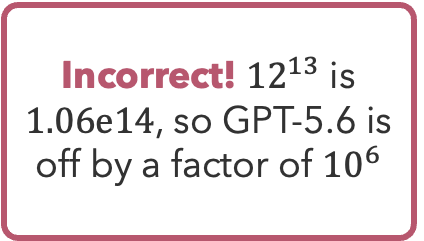 Incorrect! 12¹³ is
1.06e14, so GPT-5.6 is
off by a factor of 10⁶